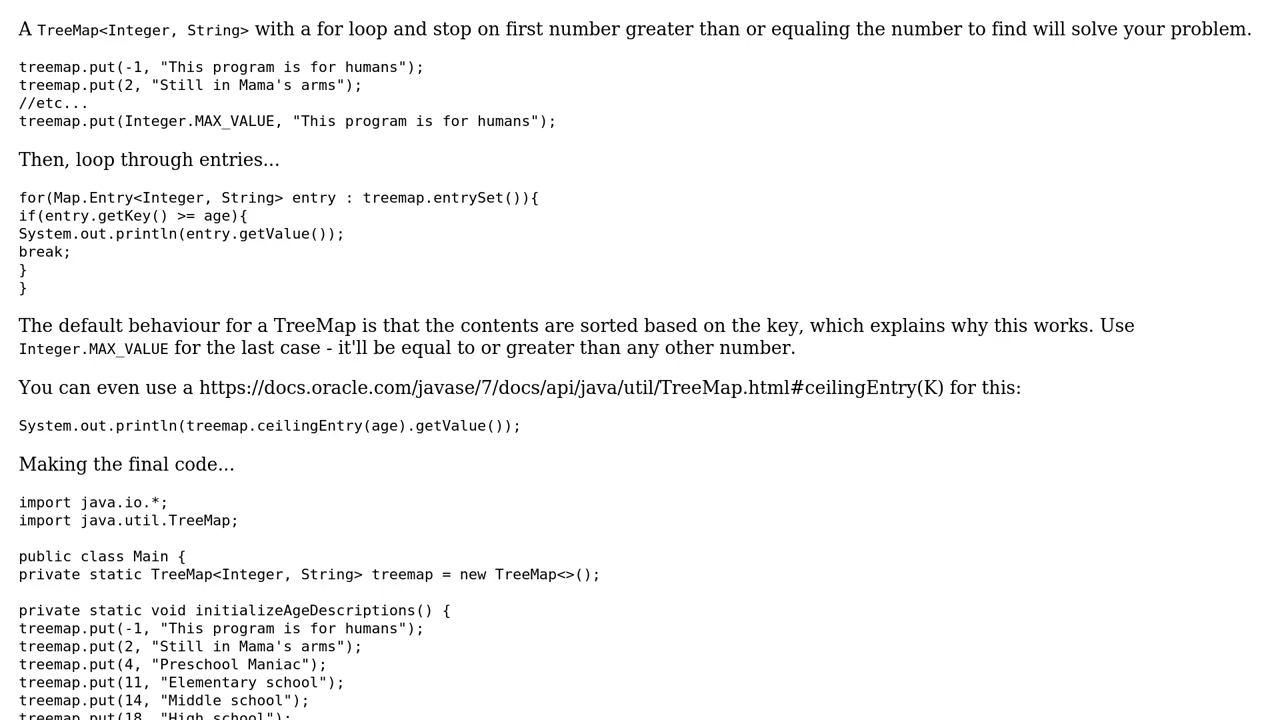 A TreeMap<Integer, String> with a for loop and stop on first number greater than or equaling the number to find will solve your problem.
treemap.put(-1, "This program is for humans");
treemap.put(2, "Still in Mama's arms");
//etc...
treemap.put(Integer.MAX_VALUE, "This program is for humans");
Then, loop through entries...
for(Map.Entry<Integer, String> entry : treemap.entrySet()){
if(entry.getKey() >= age){
System.out.println(entry.getValue());
break;
}
}
The default behaviour for a TreeMap is that the contents are sorted based on the key, which explains why this works. Use
Integer.MAX_VALUE for the last case - it'll be equal to or greater than any other number.
You can even use a https://docs.oracle.com/javase/7/docs/api/java/util/TreeMap.html#ceilingEntry(K) for this:
System.out.println(treemap.ceilingEntry(age).getValue());
Making the final code...
import java.io.*;
import java.util.TreeMap;
public class Main {
private static TreeMap<Integer, String> treemap = new TreeMap<>();
private static void initializeAgeDescriptions() {
treemap.put(-1, "This program is for humans");
treemap.put(2, "Still in Mama's arms");
treemap.put(4, "Preschool Maniac");
treemap.put(11, "Elementary school");
treemap.put(14, "Middle school");
treemap.put(18, "High school");